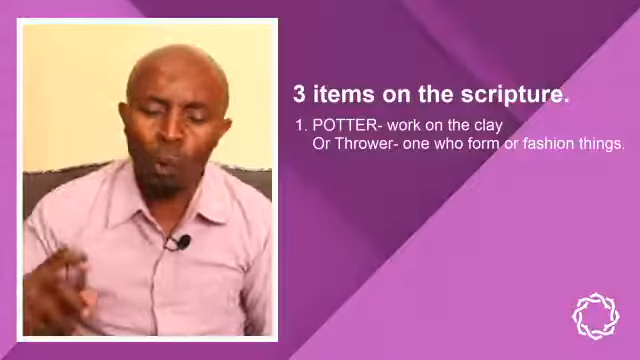 3 items on the scripture.
1. POTTER- work on the clay
Or Thrower- one who form or fashion things.